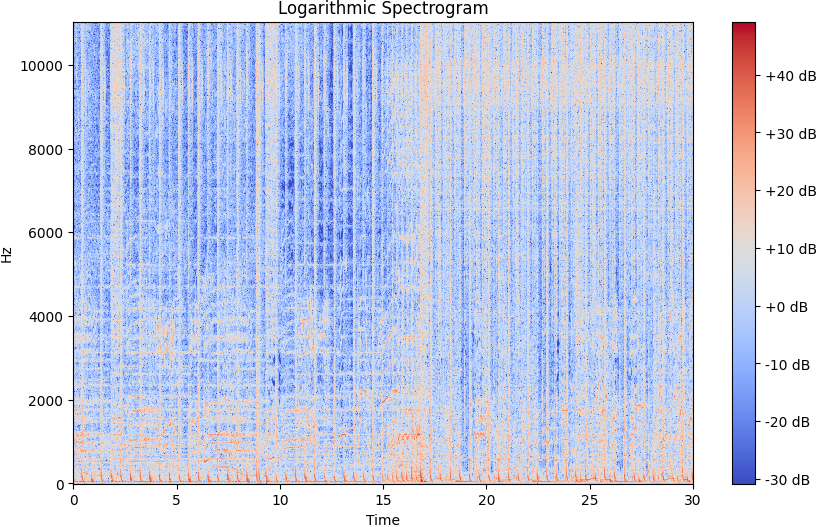 Logarithmic Spectrogram
Hz
10000
8000
6000
4000
2000
0
0 5 10 15 20 25 30
Time
+40 dB
+30 dB
+20 dB
+10 dB
+0 dB
-10 dB
-20 dB
-30 dB